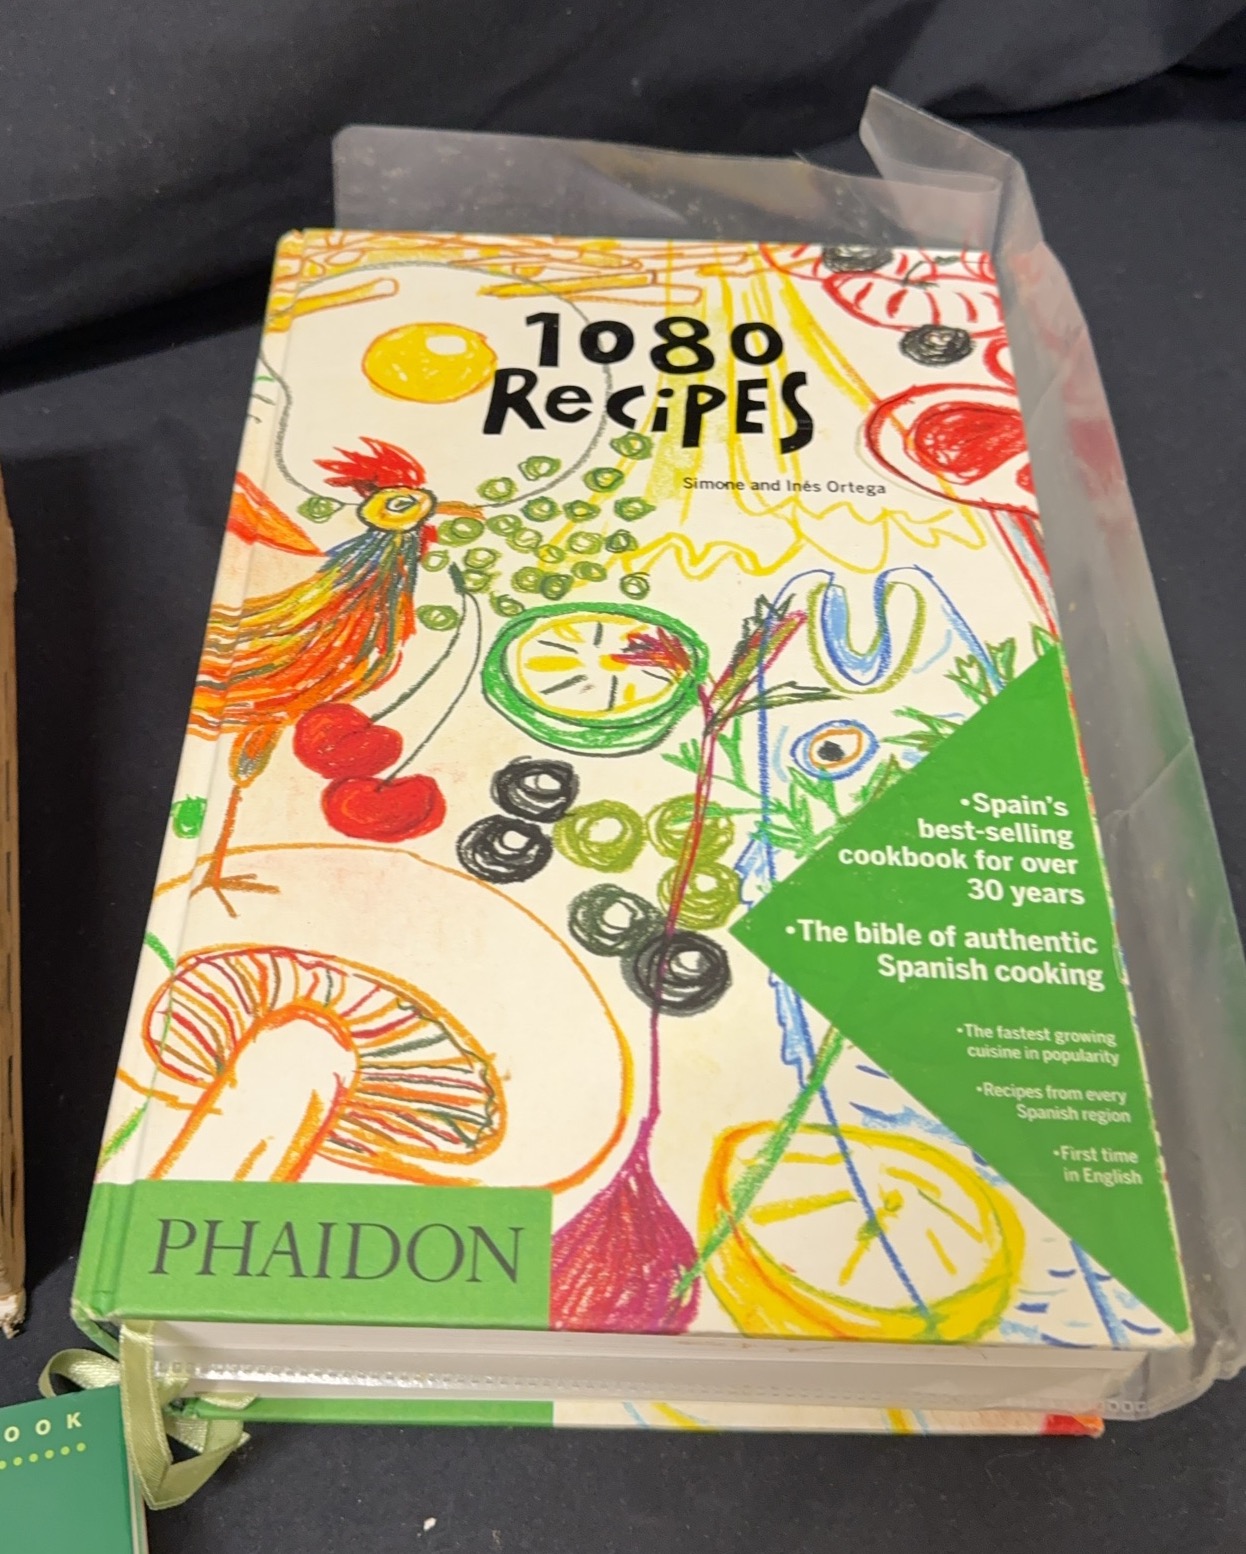 1080
ReciPES
Simone and Inés Ortega
•Spain's
best-selling
cookbook for over
30 years
•The bible of authentic
Spanish cooking
•The fastest growing
cuisine in popularity
•Recipes from every
Spanish region
•First time
in English
PHAIDON
OOK